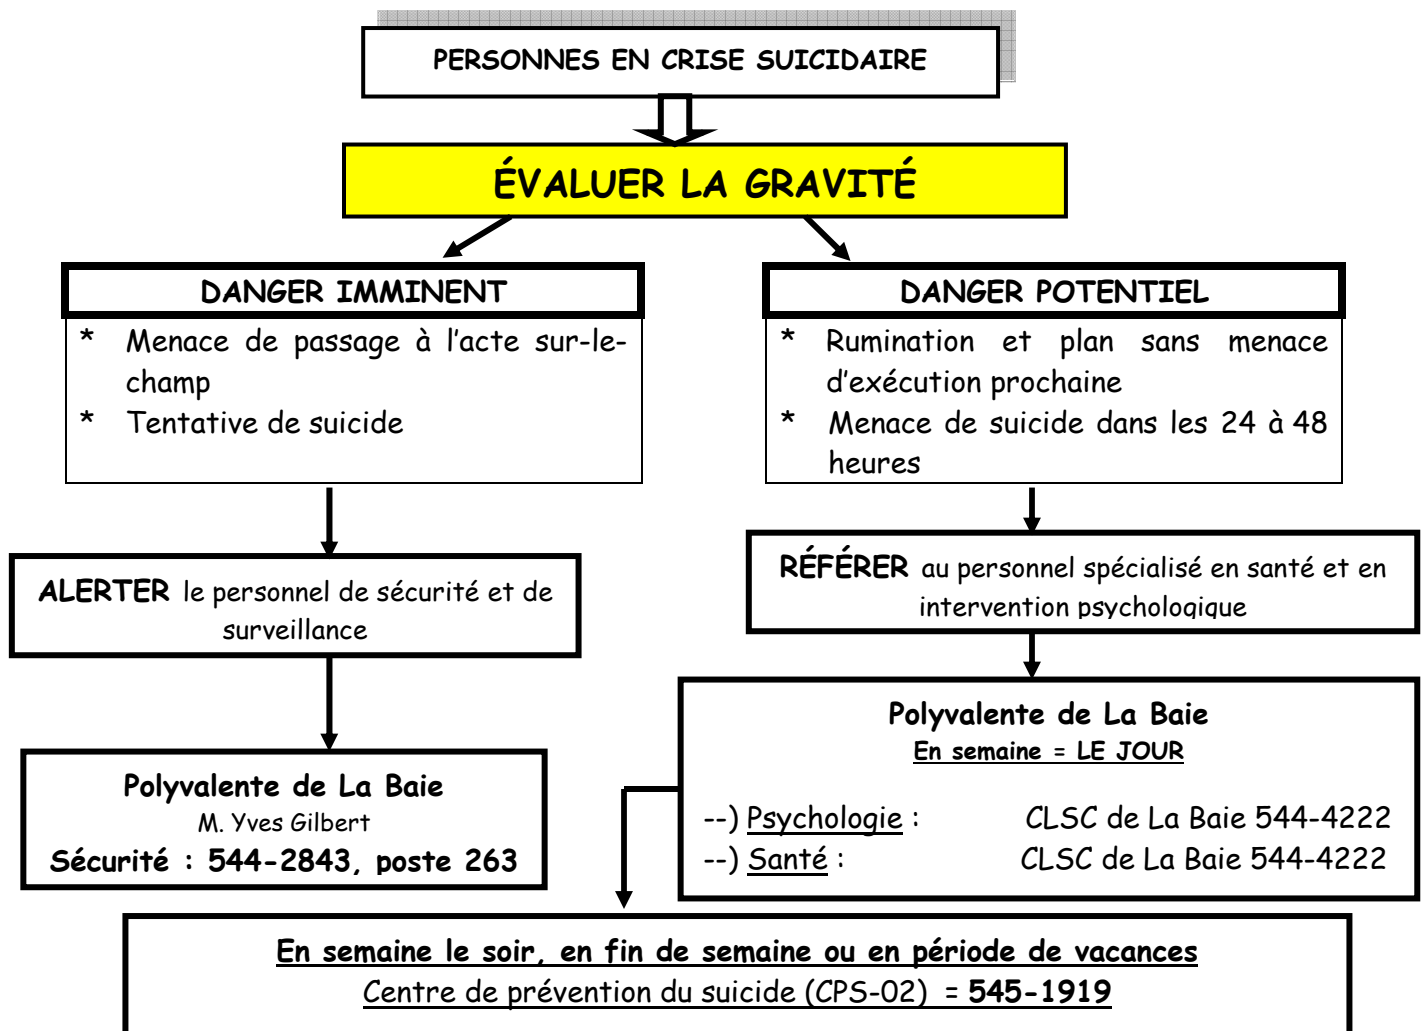 PERSONNES EN CRISE SUICIDAIRE
ÉVALUER LA GRAVITÉ
DANGER IMMINENT
* Menace de passage à l'acte sur-le-
champ
* Tentative de suicide
DANGER POTENTIEL
* Rumination et plan sans menace
d'exécution prochaine
* Menace de suicide dans les 24 à 48
heures
ALERTER le personnel de sécurité et de
surveillance
RÉFÉRER au personnel spécialisé en santé et en
intervention psychologique
Polyvalente de La Baie
M. Yves Gilbert
Sécurité : 544-2843, poste 263
Polyvalente de La Baie
En semaine = LE JOUR
--) Psychologie : CLSC de La Baie 544-4222
--) Santé : CLSC de La Baie 544-4222
En semaine le soir, en fin de semaine ou en période de vacances
Centre de prévention du suicide (CPS-02) = 545-1919